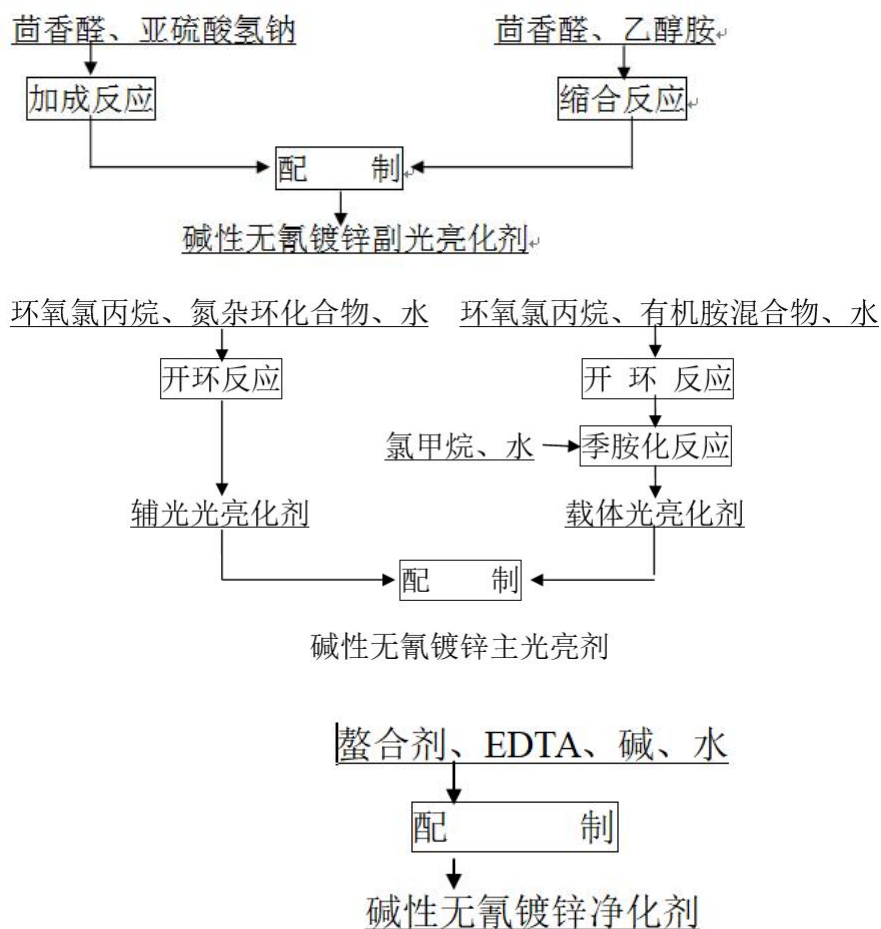 茴香醛、亚硫酸氢钠 茴香醛、乙醇胺
加成反应 缩合反应
配 制
碱性无氰镀锌副光亮化剂
环氧氯丙烷、氮杂环化合物、水 环氧氯丙烷、有机胺混合物、水
开环反应 开 环 反应
氯甲烷、水 季胺化反应
辅光光亮化剂 载体光亮化剂
配 制
碱性无氰镀锌主光亮剂
螯合剂、EDTA、碱、水
配 制
碱性无氰镀锌净化剂